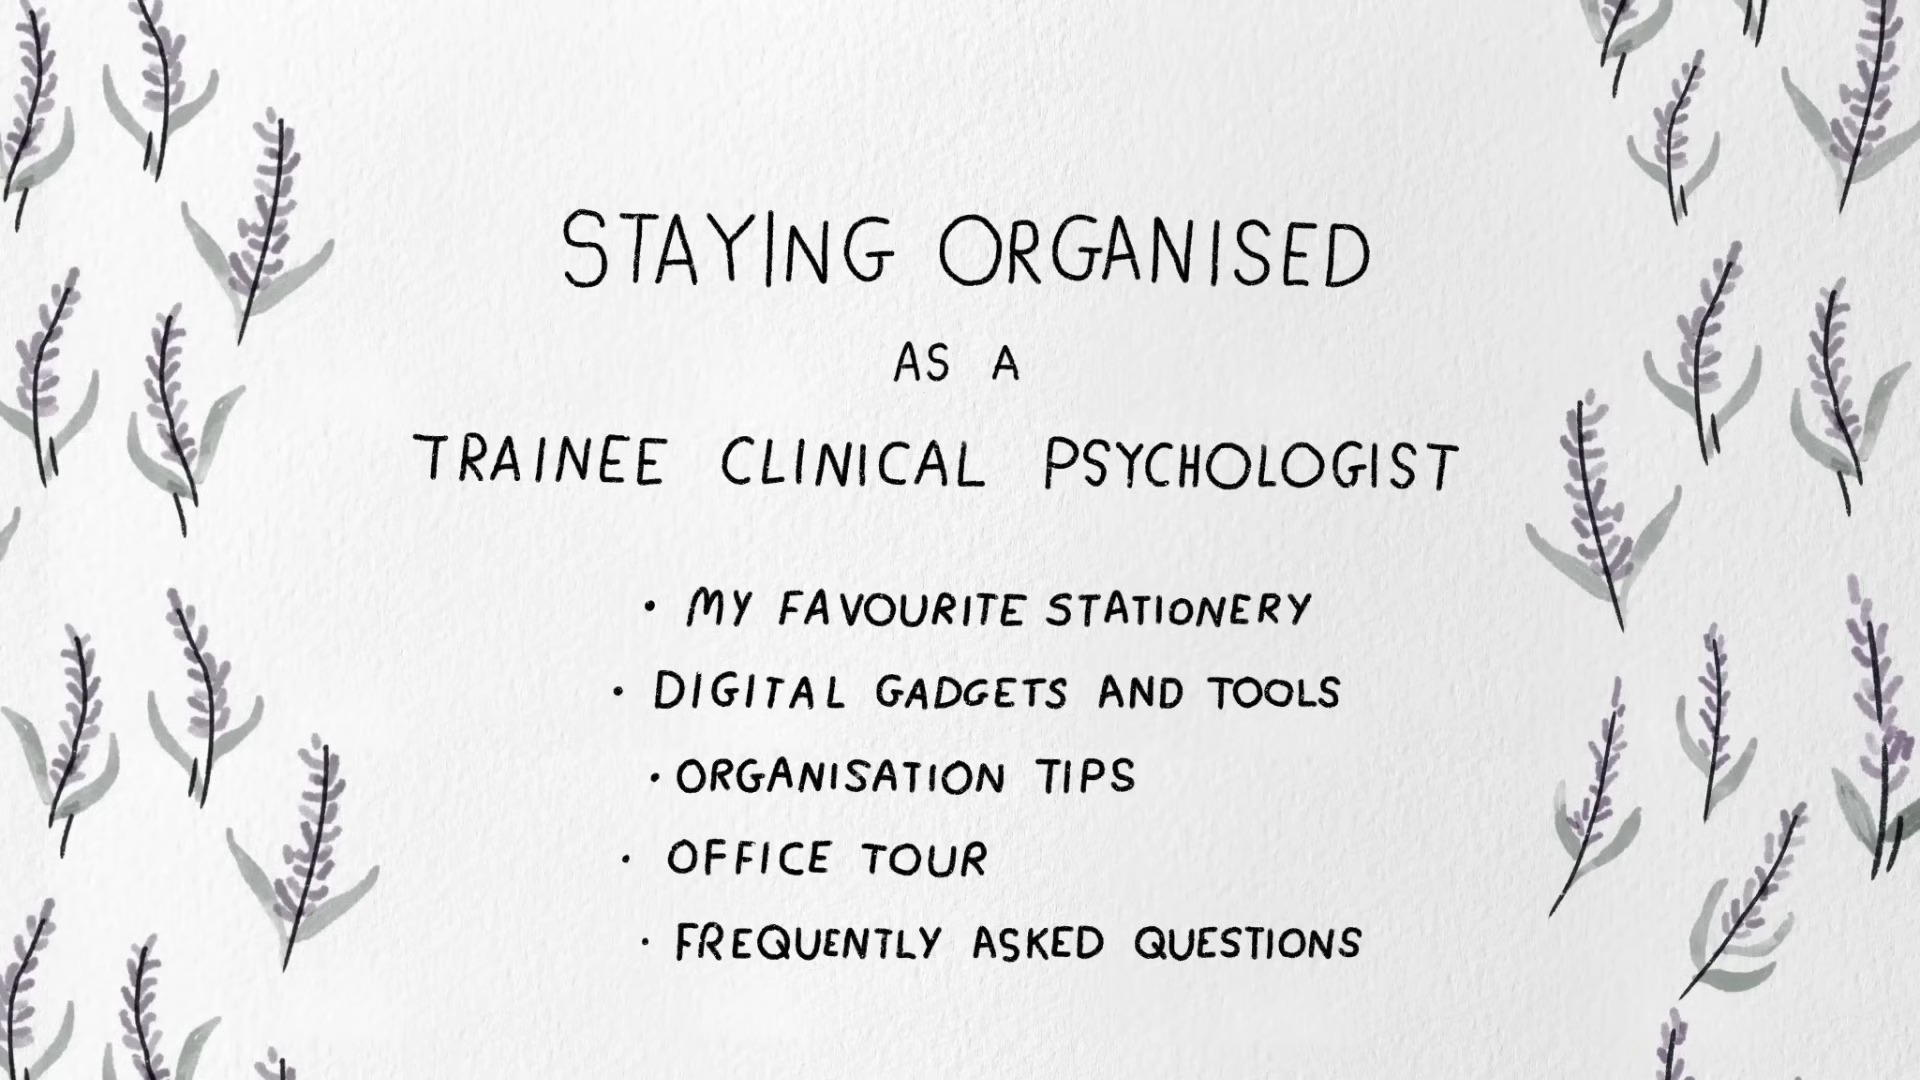 STAYING ORGANISED
AS A
TRAINEE CLINICAL PSYCHOLOGIST
• MY FAVOURITE STATIONERY
• DIGITAL GADGETS AND TOOLS
• ORGANISATION TIPS
• OFFICE TOUR
• FREQUENTLY ASKED QUESTIONS